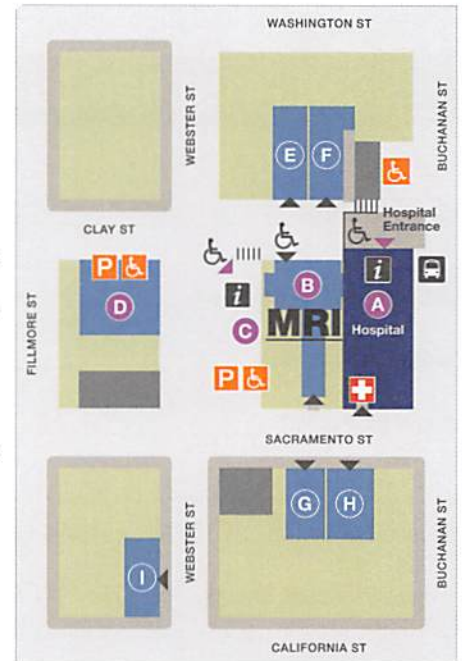 WASHINGTON ST
WEBSTER ST
BUCHANAN ST
E
F
Hospital
Entrance
CLAY ST
P
D
i
B
i
A
C
MRI
Hospital
FILLMORE ST
P
SACRAMENTO ST
G
H
WEBSTER ST
BUCHANAN ST
I
CALIFORNIA ST